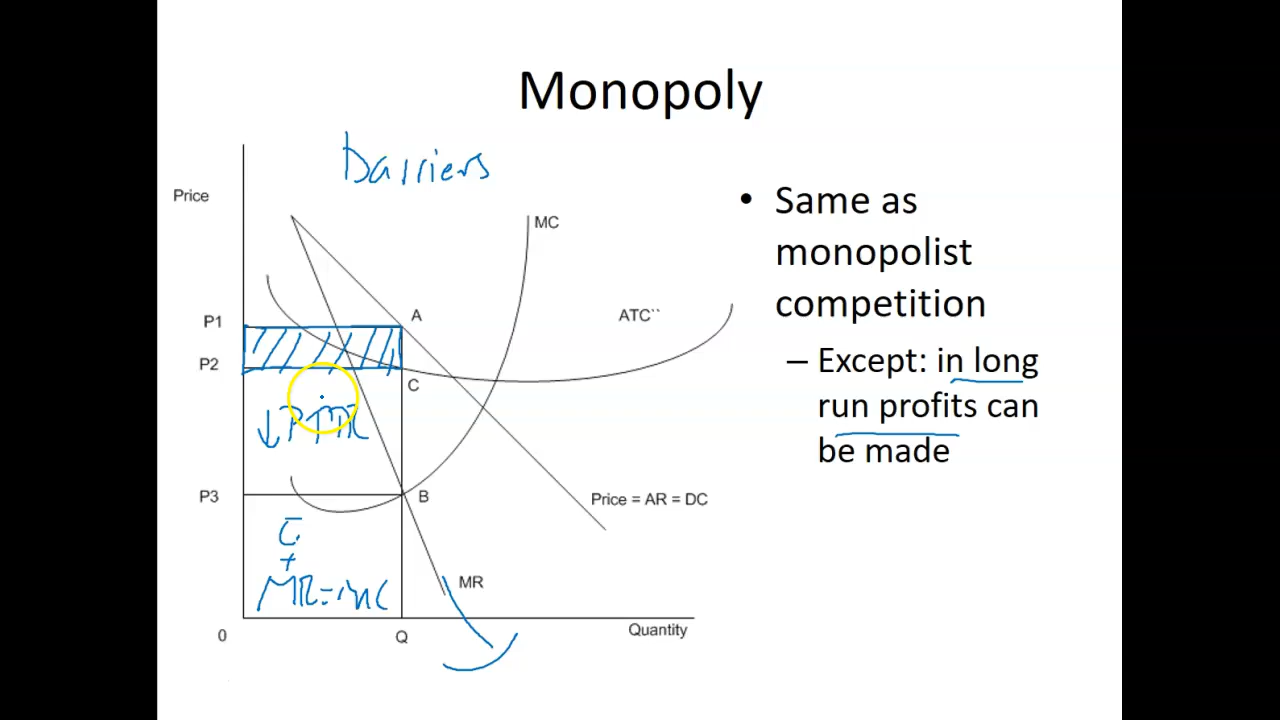 Monopoly
barriers
Price
MC
• Same as
monopolist
competition
– Except: in long
run profits can
be made
P1
A
ATC``
P2
C
P3
B
Price = AR = DC
+
MR=mc
MR
0
Q
Quantity